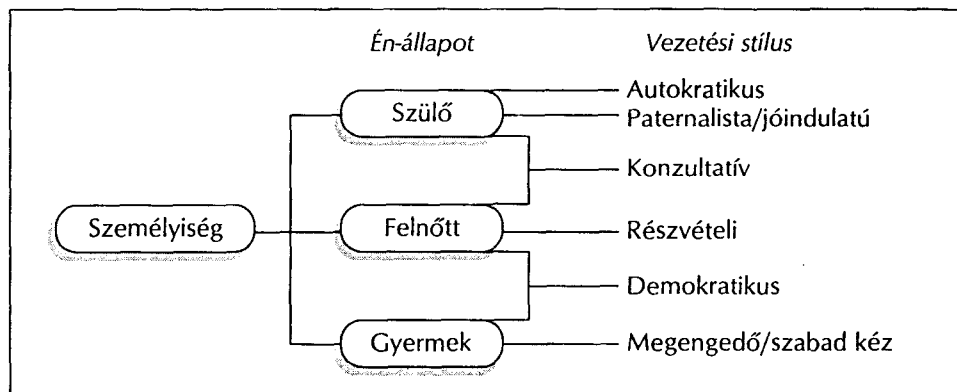 Én-állapot
Vezetési stílus
Autokratikus
Szülő
Paternalista/jóindulatú
Konzultatív
Személyiség
Felnőtt
Részvételi
Demokratikus
Gyermek
Megengedő/szabad kéz